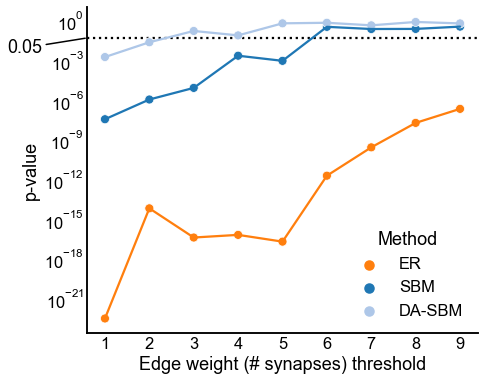 10^0
0.05
10^-3
10^-6
10^-9
10^-12
10^-15
10^-18
10^-21
p-value
Method
ER
SBM
DA-SBM
1 2 3 4 5 6 7 8 9
Edge weight (# synapses) threshold